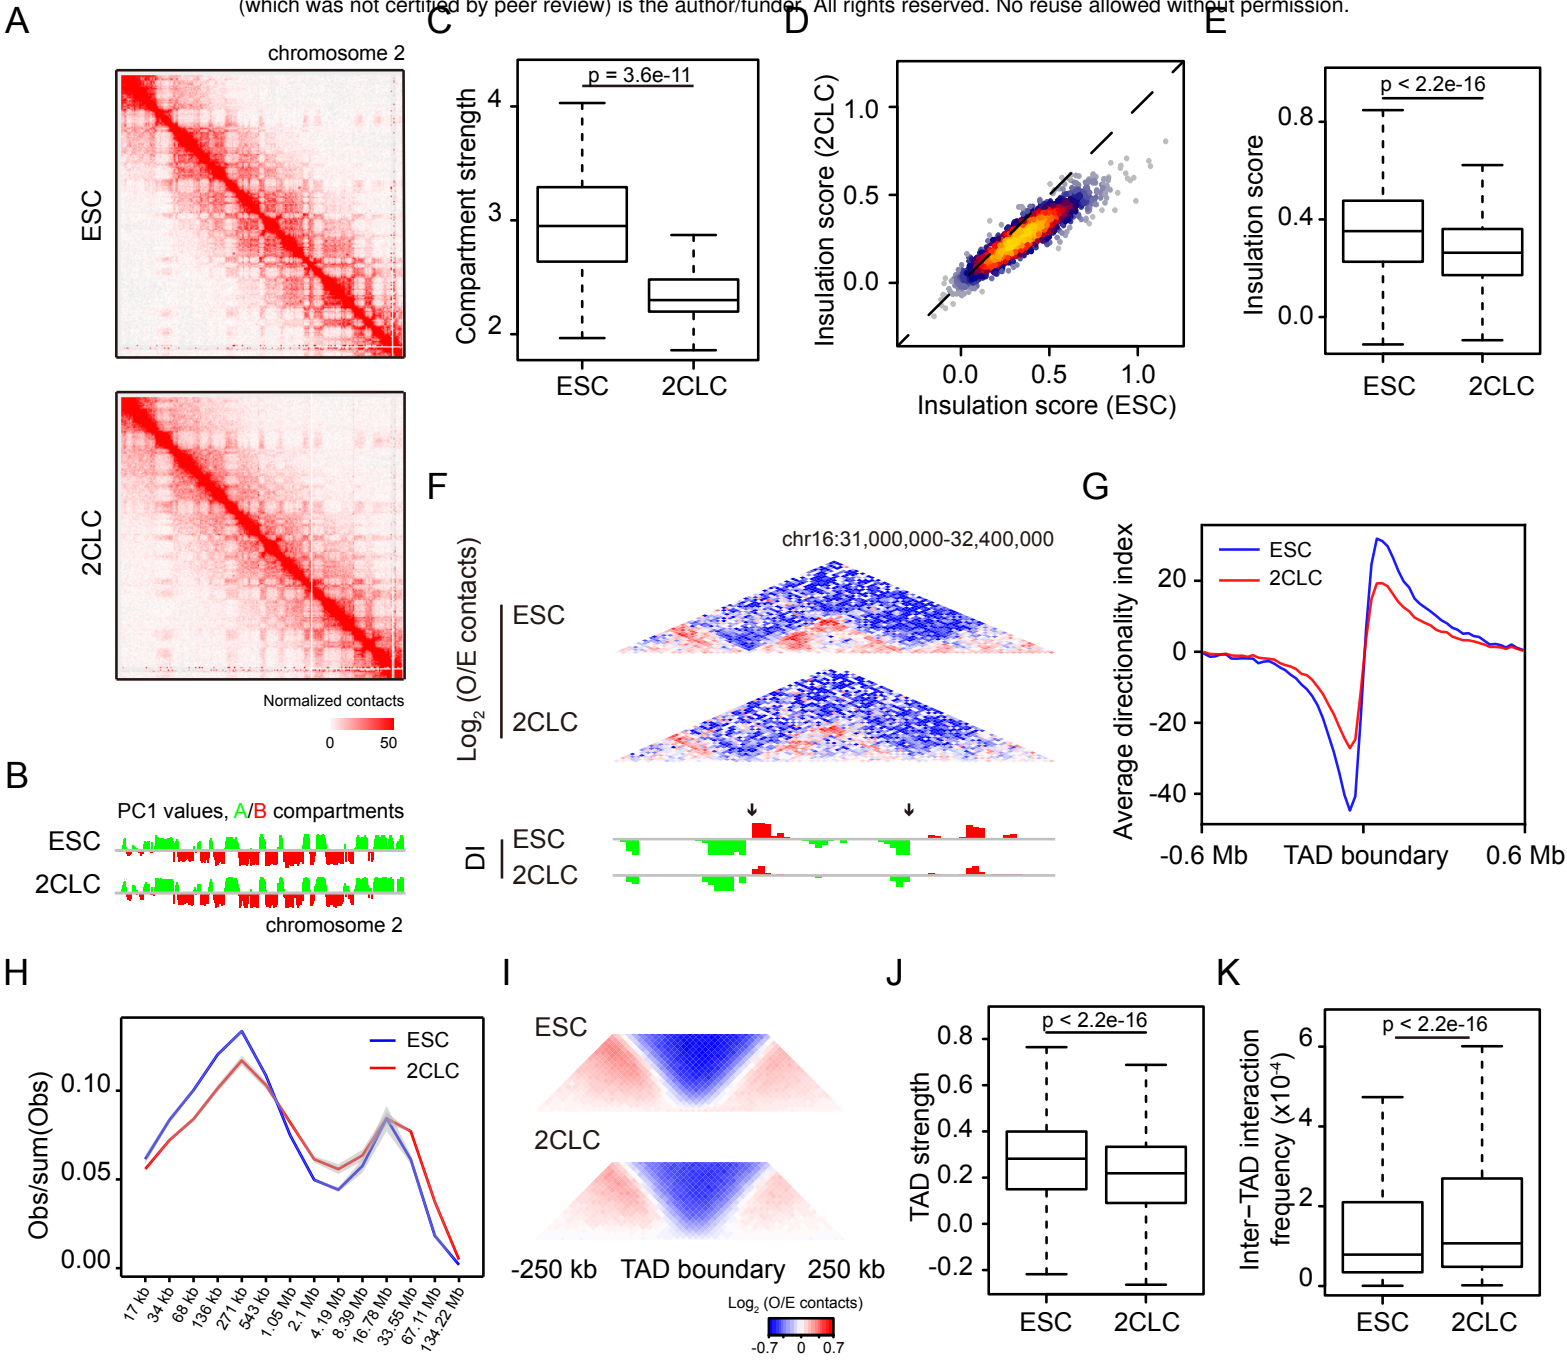 (which was not certified by peer review) is the author/funder. All rights reserved. No reuse allowed without permission.
A
chromosome 2
ESC
2CLC
Normalized contacts
0 50
B
PC1 values, A/B compartments
ESC
2CLC
chromosome 2
C
p = 3.6e-11
Compartment strength
4
3
2
ESC 2CLC
D
Insulation score (2CLC)
1.0
0.5
0.0
0.0 0.5 1.0
Insulation score (ESC)
E
p < 2.2e-16
Insulation score
0.8
0.4
0.0
ESC 2CLC
F
chr16:31,000,000-32,400,000
Log2 (O/E contacts)
ESC
2CLC
DI
ESC
2CLC
G
Average directionality index
ESC
2CLC
20
0
-20
-40
-0.6 Mb TAD boundary 0.6 Mb
H
Obs/sum(Obs)
ESC
2CLC
0.10
0.05
0.00
17 kb 34 kb 68 kb 136 kb 271 kb 543 kb 1.05 Mb 2.1 Mb 4.19 Mb 8.39 Mb 16.78 Mb 33.55 Mb 67.11 Mb 134.22 Mb
I
ESC
2CLC
-250 kb TAD boundary 250 kb
Log2 (O/E contacts)
-0.7 0 0.7
J
p < 2.2e-16
TAD strength
0.8
0.6
0.4
0.2
0.0
-0.2
ESC 2CLC
K
p < 2.2e-16
Inter−TAD interaction
frequency (x10-4)
6
4
2
0
ESC 2CLC